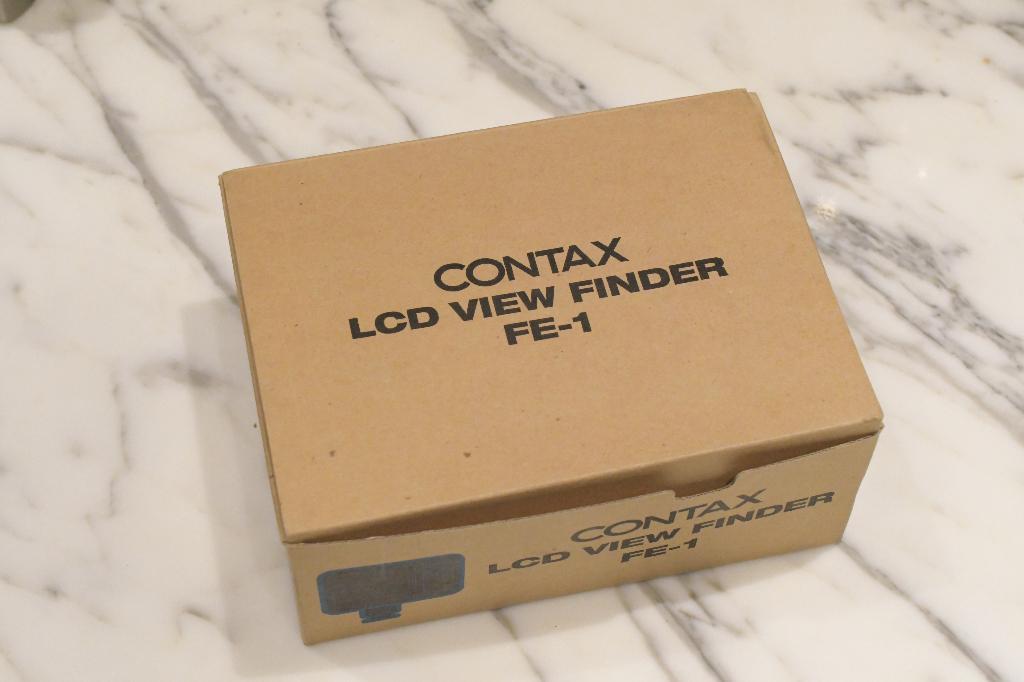 CONTAX
LCD VIEW FINDER
FE-1
CONTAX
LCD VIEW FINDER
FE-1